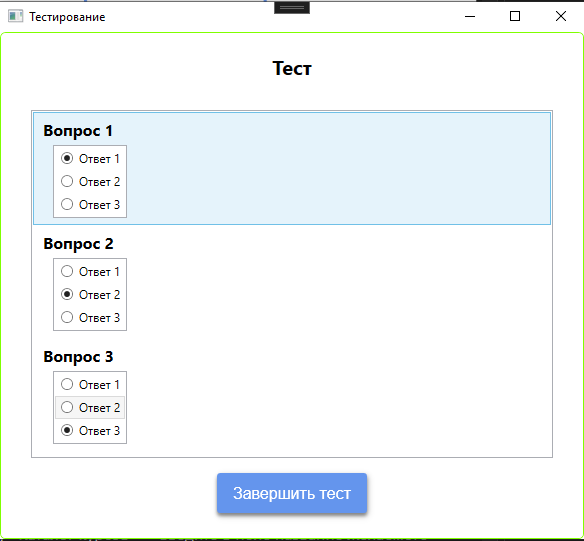 Тестирование
Тест
Вопрос 1
Ответ 1
Ответ 2
Ответ 3
Вопрос 2
Ответ 1
Ответ 2
Ответ 3
Вопрос 3
Ответ 1
Ответ 2
Ответ 3
Завершить тест